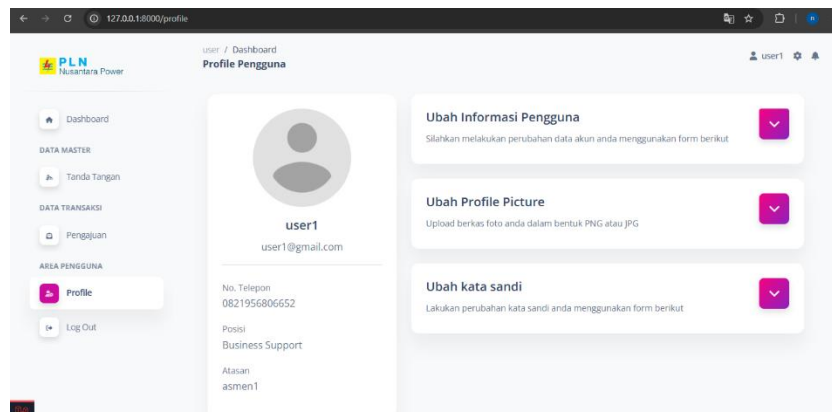 127.0.0.1:8000/profile
n
PLN
Nusantara Power
user / Dashboard
Profile Pengguna
user1
Dashboard
DATA MASTER
Tanda Tangan
DATA TRANSAKSI
Pengajuan
AREA PENGGUNA
Profile
Log Out
user1
user1@gmail.com
No. Telepon
0821956806652
Posisi
Business Support
Atasan
asmen1
Ubah Informasi Pengguna
Silahkan melakukan perubahan data akun anda menggunakan form berikut
Ubah Profile Picture
Upload berkas foto anda dalam bentuk PNG atau JPG
Ubah kata sandi
Lakukan perubahan kata sandi anda menggunakan form berikut